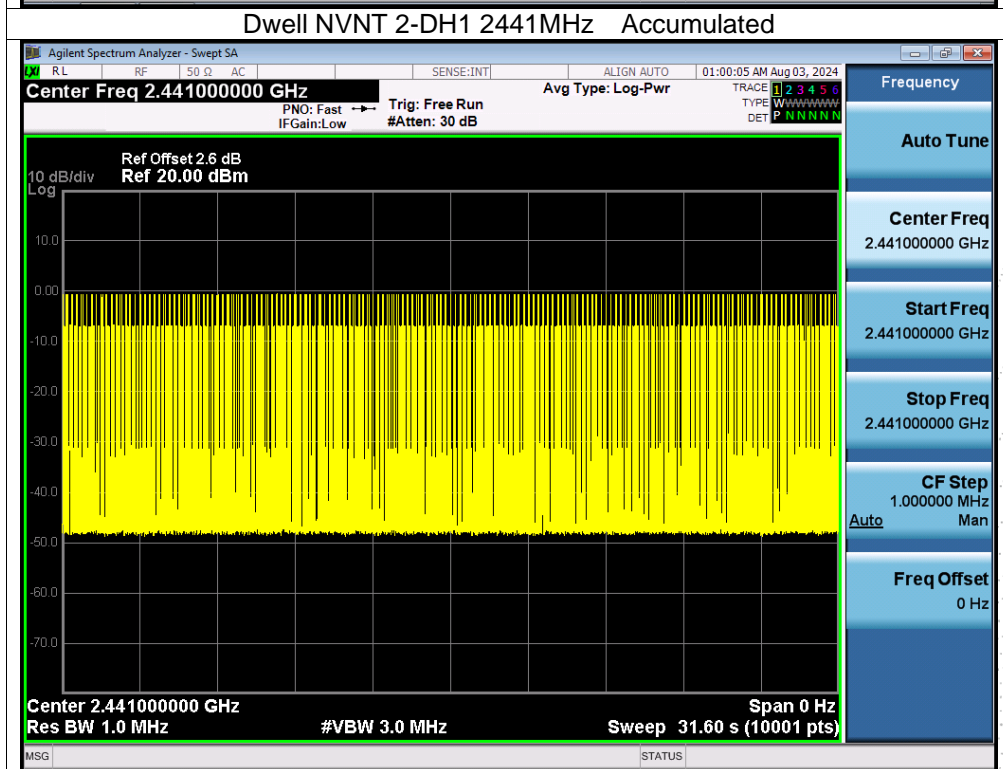 Dwell NVNT 2-DH1 2441MHz Accumulated
Agilent Spectrum Analyzer - Swept SA
LXI RL RF 50 Ω AC SENSE:INT ALIGN AUTO 01:00:05 AM Aug 03, 2024
Center Freq 2.441000000 GHz
PNO: Fast
IFGain:Low
Trig: Free Run
#Atten: 30 dB
Avg Type: Log-Pwr
TRACE 1 2 3 4 5 6
TYPE W W W W W W
DET P N N N N N
Frequency
Auto Tune
Center Freq
2.441000000 GHz
Start Freq
2.441000000 GHz
Stop Freq
2.441000000 GHz
CF Step
1.000000 MHz
Auto Man
Freq Offset
0 Hz
Ref Offset 2.6 dB
10 dB/div Ref 20.00 dBm
Log
10.0
0.00
-10.0
-20.0
-30.0
-40.0
-50.0
-60.0
-70.0
Center 2.441000000 GHz Span 0 Hz
Res BW 1.0 MHz #VBW 3.0 MHz Sweep 31.60 s (10001 pts)
MSG STATUS